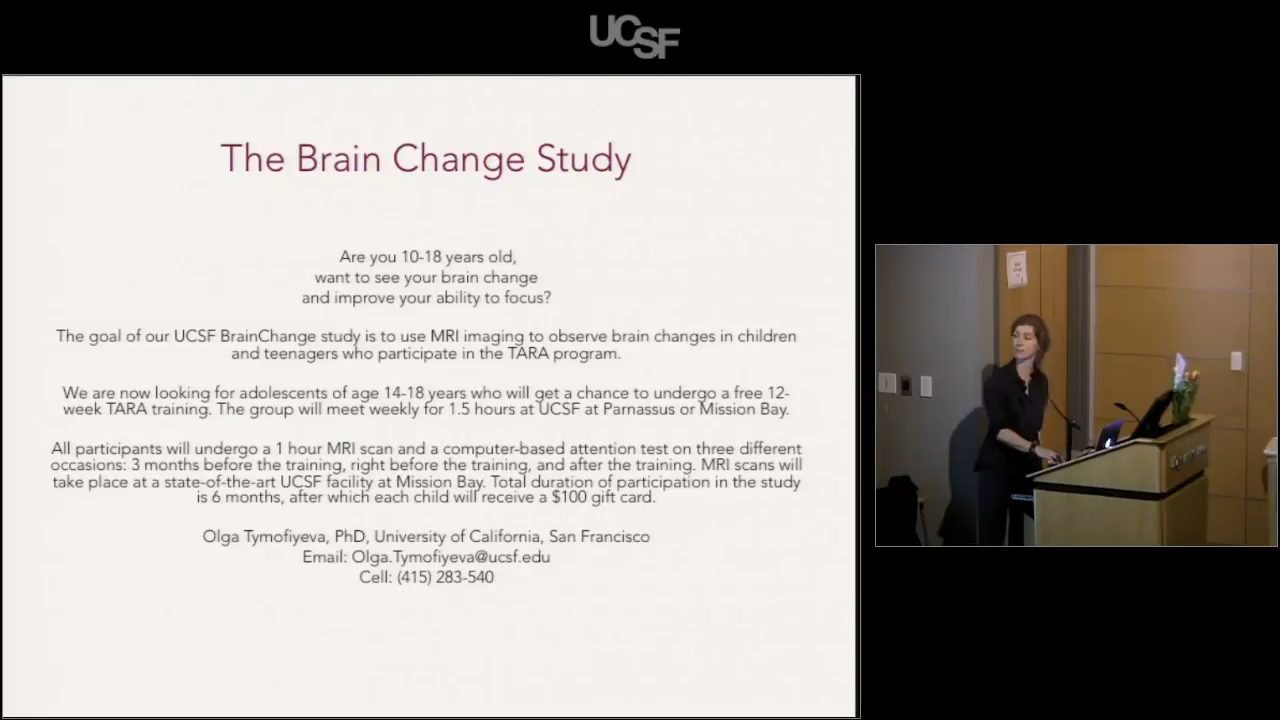 UCSF
The Brain Change Study
Are you 10-18 years old,
want to see your brain change
and improve your ability to focus?
The goal of our UCSF BrainChange study is to use MRI imaging to observe brain changes in children
and teenagers who participate in the TARA program.
We are now looking for adolescents of age 14-18 years who will get a chance to undergo a free 12-
week TARA training. The group will meet weekly for 1.5 hours at UCSF at Parnassus or Mission Bay.
All participants will undergo a 1 hour MRI scan and a computer-based attention test on three different
occasions: 3 months before the training, right before the training, and after the training. MRI scans will
take place at a state-of-the-art UCSF facility at Mission Bay. Total duration of participation in the study
is 6 months, after which each child will receive a $100 gift card.
Olga Tymofiyeva, PhD, University of California, San Francisco
Email: Olga.Tymofiyeva@ucsf.edu
Cell: (415) 283-540